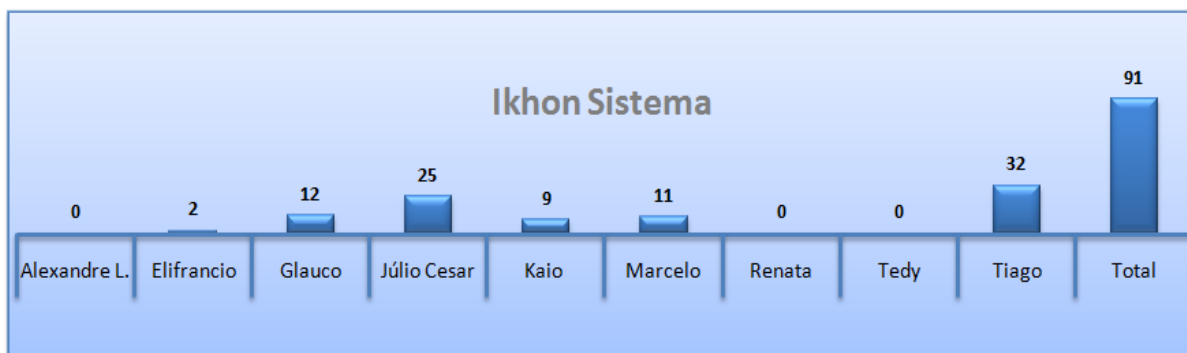 Ikhon Sistema
0 2 12 25 9 11 0 0 32 91
Alexandre L. Elifrancio Glauco Júlio Cesar Kaio Marcelo Renata Tedy Tiago Total